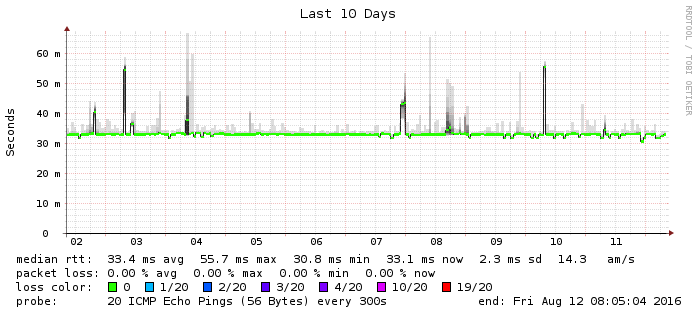 Last 10 Days
RRDTOOL / TOBI OETIKER
Seconds
60 m
50 m
40 m
30 m
20 m
10 m
0
02 03 04 05 06 07 08 09 10 11
median rtt: 33.4 ms avg 55.7 ms max 30.8 ms min 33.1 ms now 2.3 ms sd 14.3 am/s
packet loss: 0.00 % avg 0.00 % max 0.00 % min 0.00 % now
loss color: 0 1/20 2/20 3/20 4/20 10/20 19/20
probe: 20 ICMP Echo Pings (56 Bytes) every 300s end: Fri Aug 12 08:05:04 2016